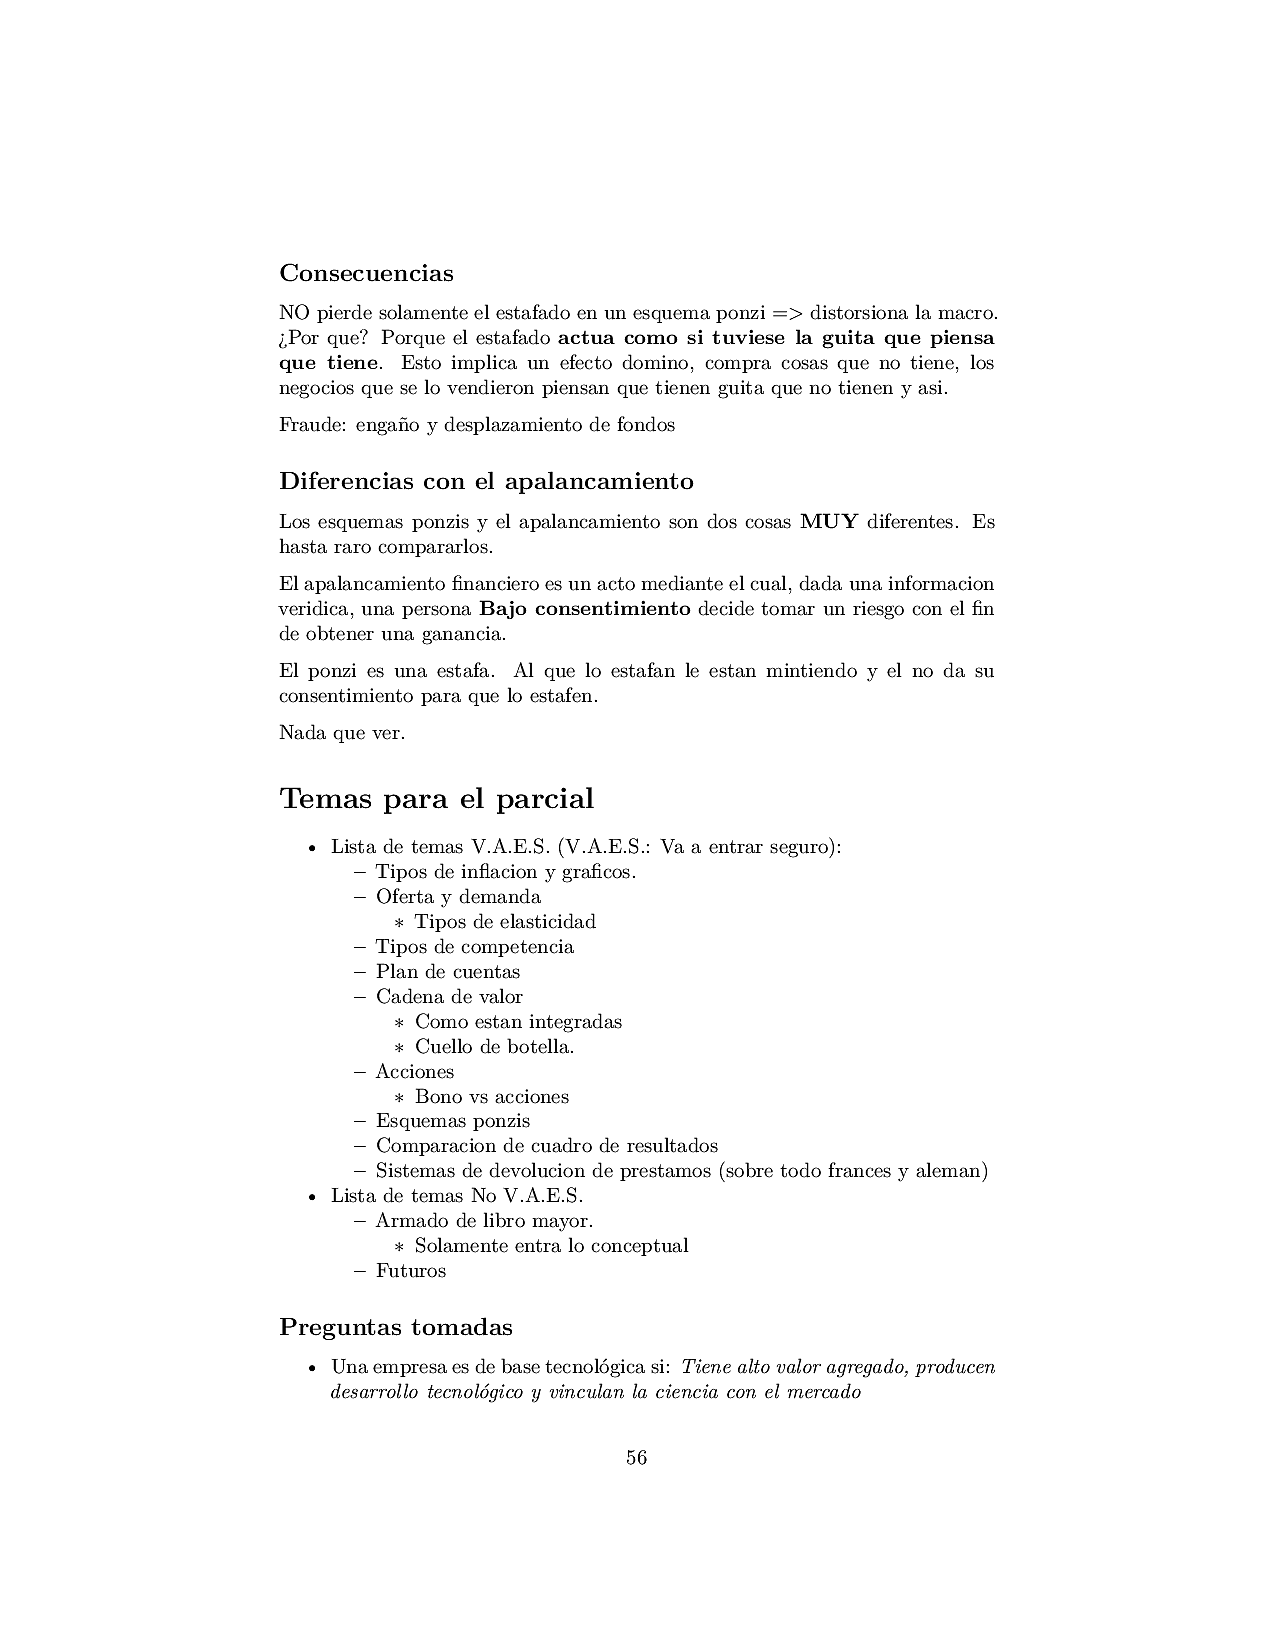 Consecuencias
NO pierde solamente el estafado en un esquema ponzi => distorsiona la macro.
¿Por que? Porque el estafado actua como si tuviese la guita que piensa
que tiene. Esto implica un efecto domino, compra cosas que no tiene, los
negocios que se lo vendieron piensan que tienen guita que no tienen y asi.
Fraude: engaño y desplazamiento de fondos
Diferencias con el apalancamiento
Los esquemas ponzis y el apalancamiento son dos cosas MUY diferentes. Es
hasta raro compararlos.
El apalancamiento financiero es un acto mediante el cual, dada una informacion
veridica, una persona Bajo consentimiento decide tomar un riesgo con el fin
de obtener una ganancia.
El ponzi es una estafa. Al que lo estafan le estan mintiendo y el no da su
consentimiento para que lo estafen.
Nada que ver.
Temas para el parcial
• Lista de temas V.A.E.S. (V.A.E.S.: Va a entrar seguro):
– Tipos de inflacion y graficos.
– Oferta y demanda
∗ Tipos de elasticidad
– Tipos de competencia
– Plan de cuentas
– Cadena de valor
∗ Como estan integradas
∗ Cuello de botella.
– Acciones
∗ Bono vs acciones
– Esquemas ponzis
– Comparacion de cuadro de resultados
– Sistemas de devolucion de prestamos (sobre todo frances y aleman)
• Lista de temas No V.A.E.S.
– Armado de libro mayor.
∗ Solamente entra lo conceptual
– Futuros
Preguntas tomadas
• Una empresa es de base tecnológica si: Tiene alto valor agregado, producen
desarrollo tecnológico y vinculan la ciencia con el mercado
56